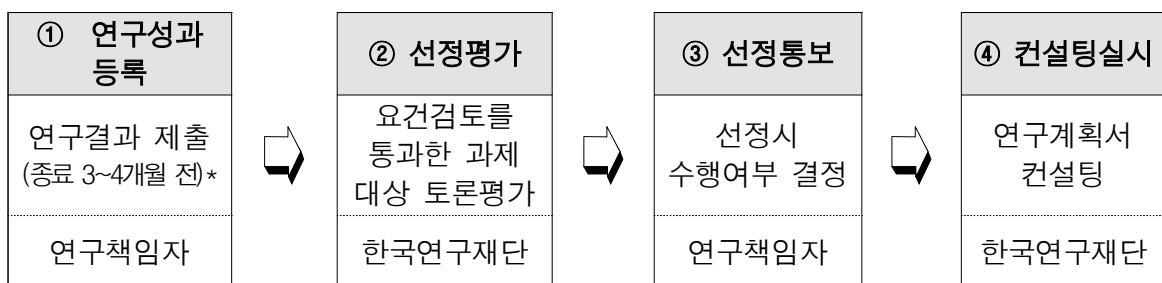 ① 연구성과
등록
연구결과 제출
(종료 3~4개월 전)*
연구책임자
② 선정평가
요건검토를
통과한 과제
대상 토론평가
한국연구재단
③ 선정통보
선정시
수행여부 결정
연구책임자
④ 컨설팅실시
연구계획서
컨설팅
한국연구재단